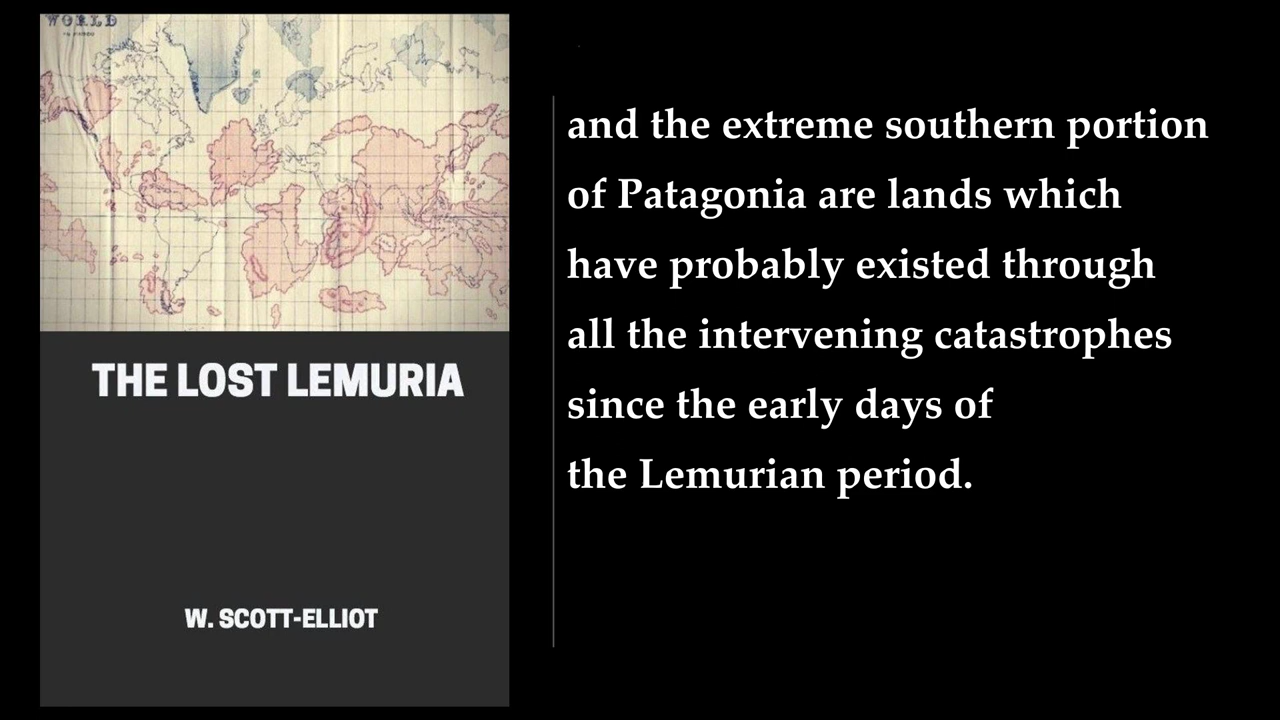 WORLD
THE LOST LEMURIA
W. SCOTT-ELLIOT
and the extreme southern portion
of Patagonia are lands which
have probably existed through
all the intervening catastrophes
since the early days of
the Lemurian period.